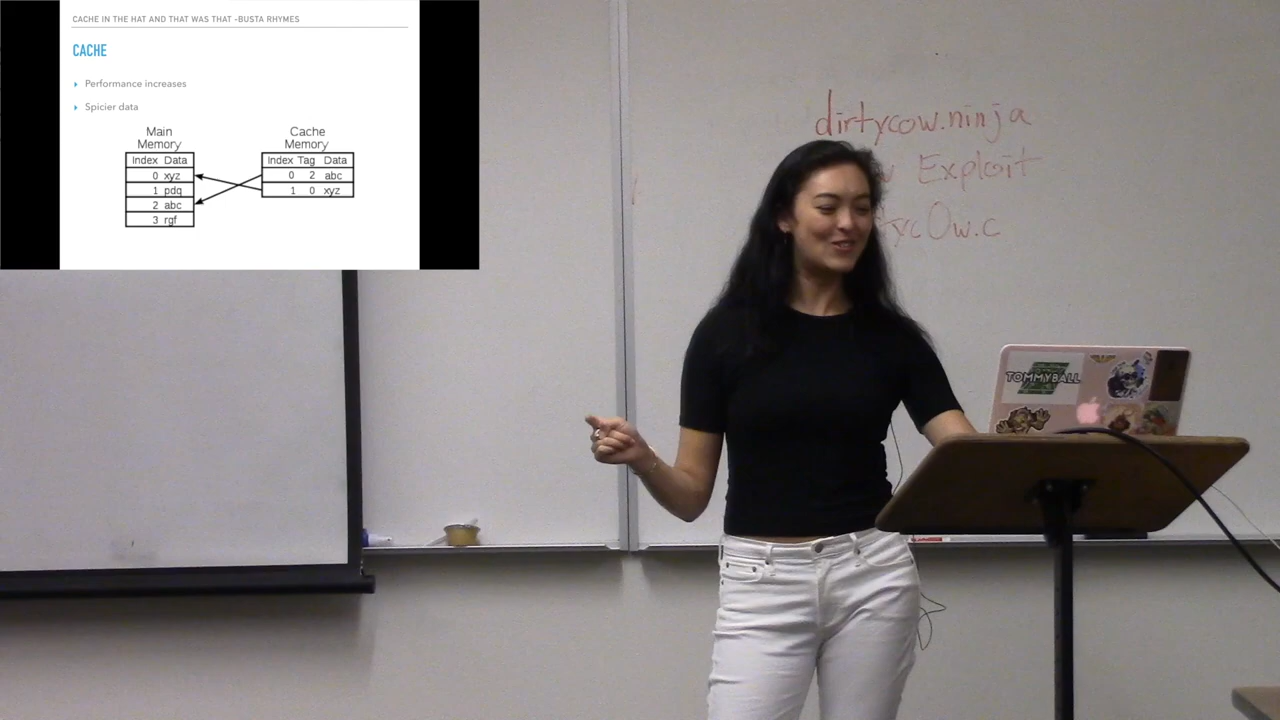 CACHE IN THE HAT AND THAT WAS THAT -BUSTA RHYMES
CACHE
Performance increases
Spicier data
Main Memory
Index Data
0 xyz
1 pdq
2 abc
3 rgf
Cache Memory
Index Tag Data
0 2 abc
1 0 xyz
dirtycow.ninja
Exploit
yc0w.c
TOMMYBALL